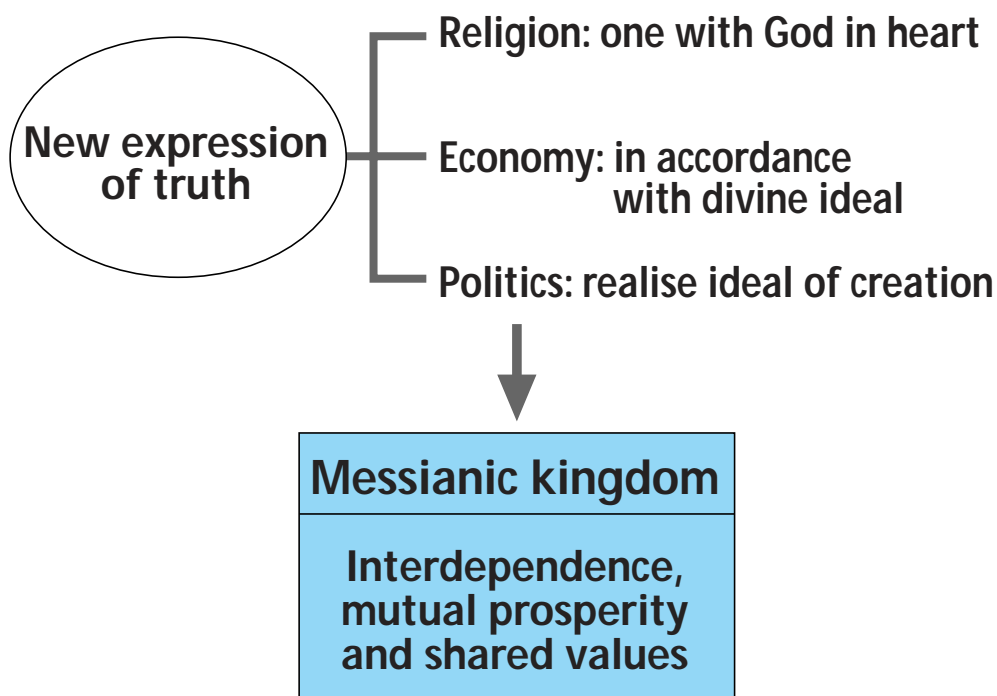 Religion: one with God in heart
New expression
of truth
Economy: in accordance
with divine ideal
Politics: realise ideal of creation
Messianic kingdom
Interdependence,
mutual prosperity
and shared values